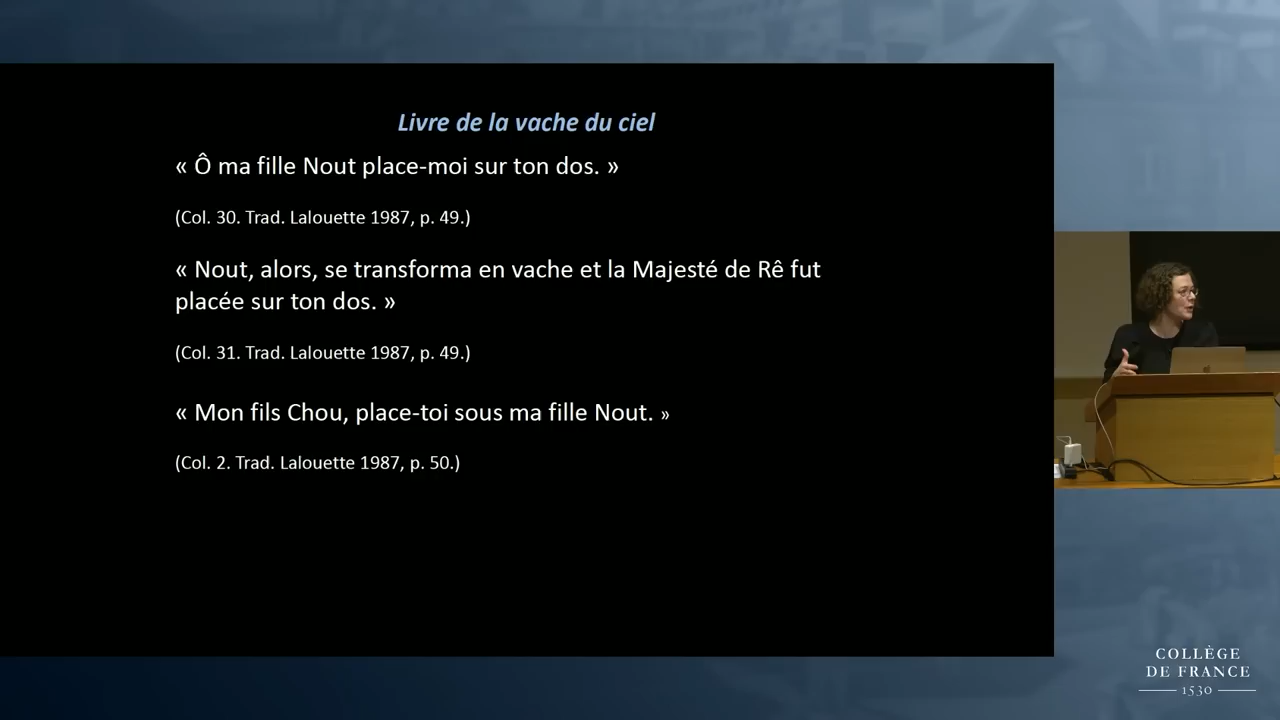 Livre de la vache du ciel
« Ô ma fille Nout place-moi sur ton dos. »
(Col. 30. Trad. Lalouette 1987, p. 49.)
« Nout, alors, se transforma en vache et la Majesté de Rê fut
placée sur ton dos. »
(Col. 31. Trad. Lalouette 1987, p. 49.)
« Mon fils Chou, place-toi sous ma fille Nout. »
(Col. 2. Trad. Lalouette 1987, p. 50.)
COLLÈGE
DE FRANCE
1530